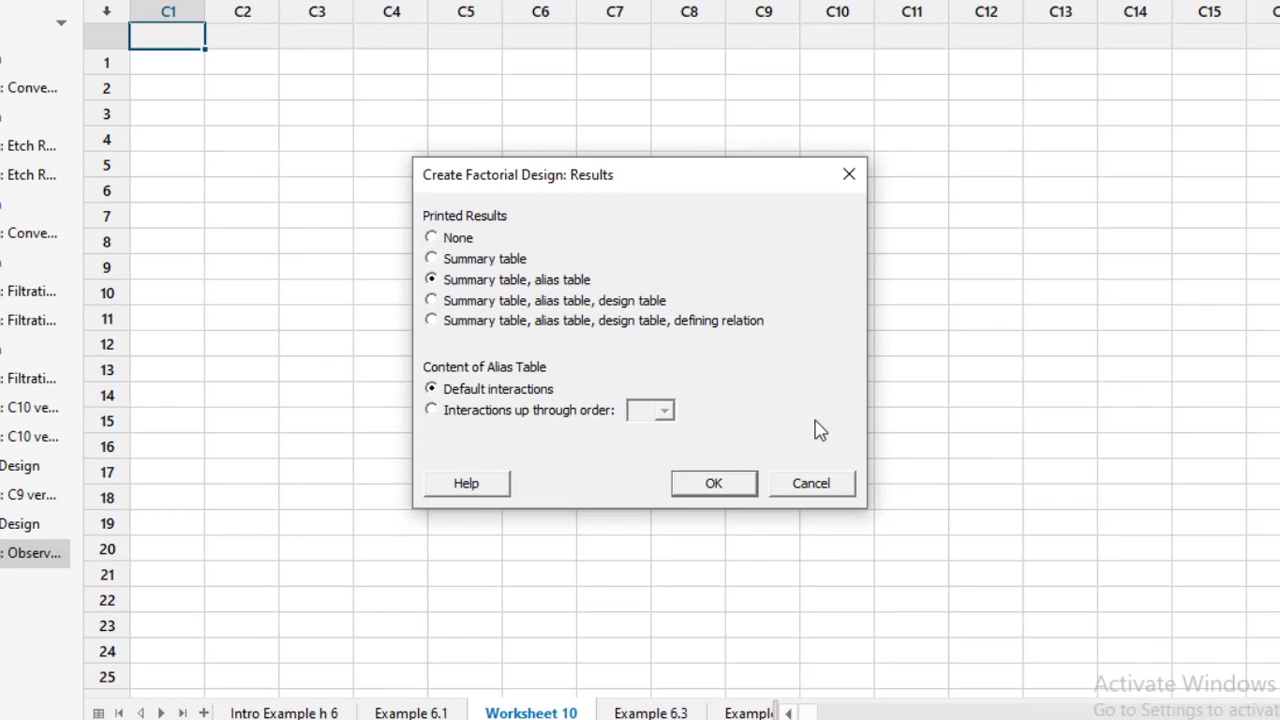 C1 C2 C3 C4 C5 C6 C7 C8 C9 C10 C11 C12 C13 C14 C15
1
: Conve...
2
3
4
: Etch R...
5
: Etch R...
6
7
: Conve...
8
9
: Filtrati...
10
: Filtrati...
11
12
: Filtrati...
13
: C10 ve...
14
: C10 ve...
15
16
Design
17
: C9 ver...
18
Design
19
: Observ...
20
21
22
23
24
25
Create Factorial Design: Results
Printed Results
None
Summary table
Summary table, alias table
Summary table, alias table, design table
Summary table, alias table, design table, defining relation
Content of Alias Table
Default interactions
Interactions up through order:
Help OK Cancel
Activate Windows
Go to Settings to activat
Intro Example h 6 Example 6.1 Worksheet 10 Example 6.3 Exampl